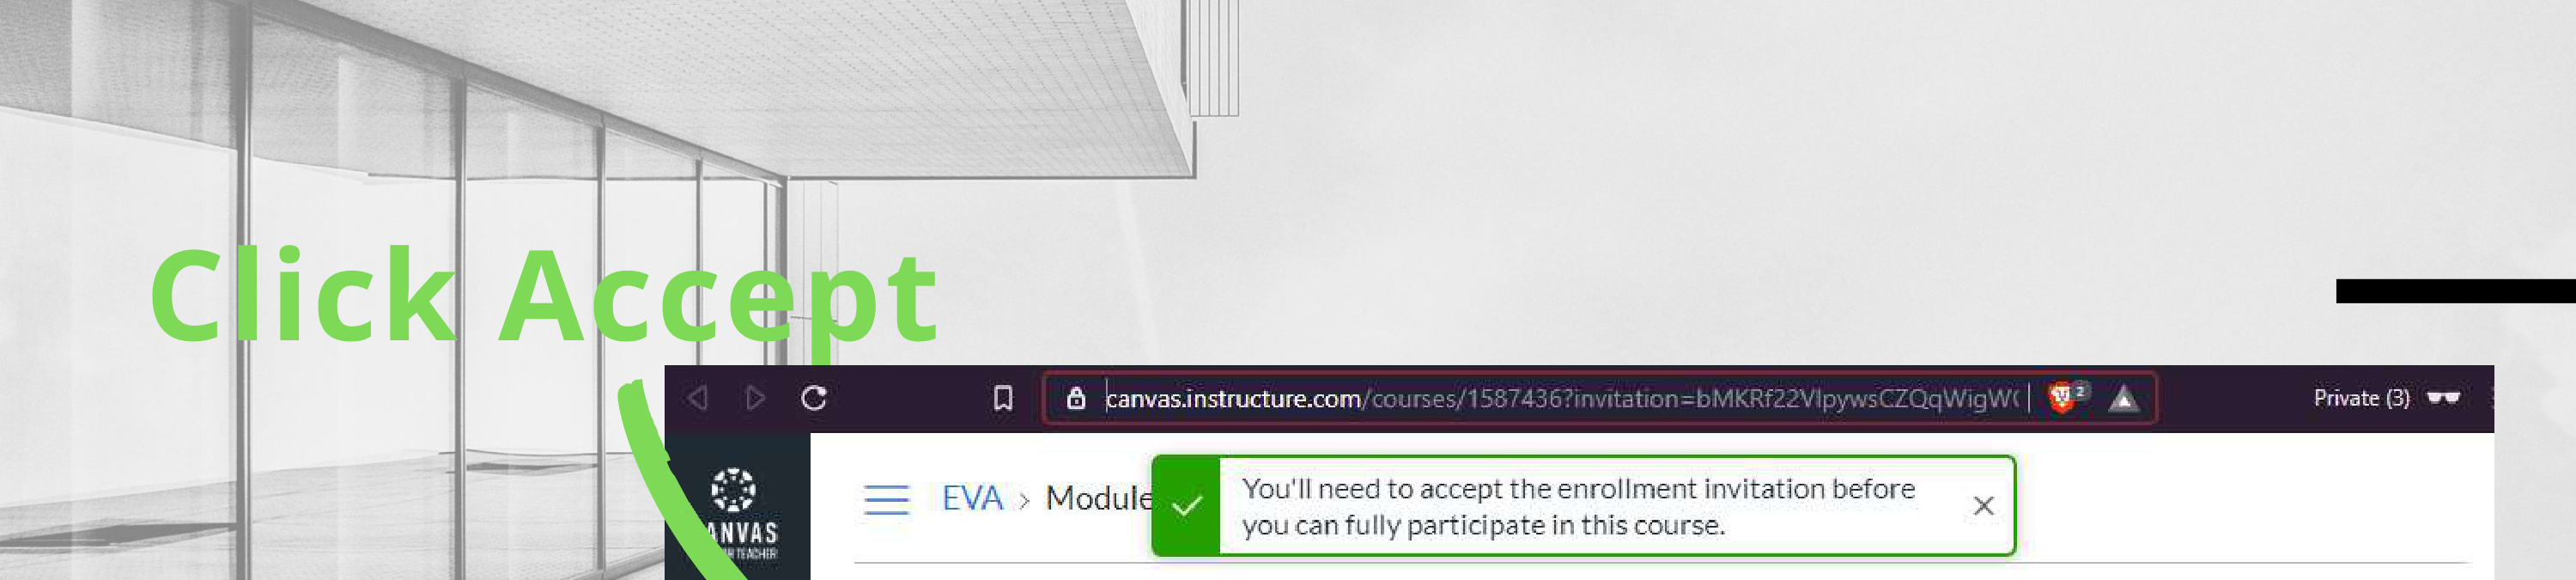 Click Accept
canvas.instructure.com/courses/1587436?invitation=bMKRf22VlpywsCZQqWigW
2
Private (3)
EVA > Module
You'll need to accept the enrollment invitation before
you can fully participate in this course.
ANVAS
TEACHER